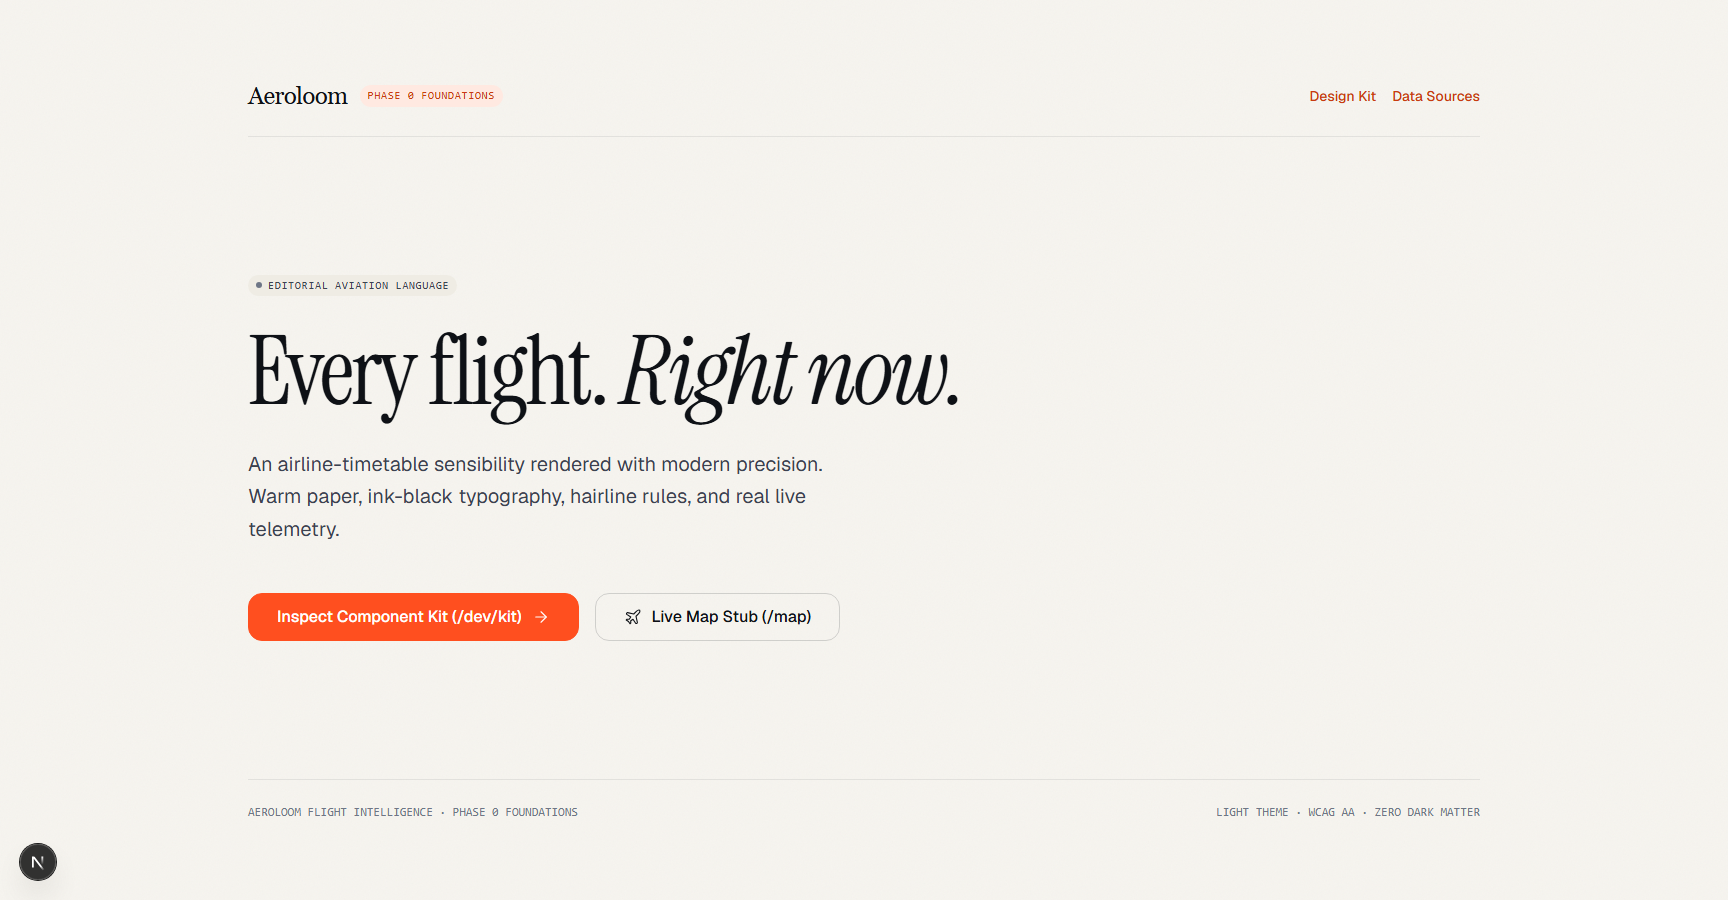 Aeroloom
PHASE 0 FOUNDATIONS
Design Kit
Data Sources
EDITORIAL AVIATION LANGUAGE
Every flight. Right now.
An airline-timetable sensibility rendered with modern precision.
Warm paper, ink-black typography, hairline rules, and real live
telemetry.
Inspect Component Kit (/dev/kit) →
Live Map Stub (/map)
AEROLOOM FLIGHT INTELLIGENCE · PHASE 0 FOUNDATIONS
LIGHT THEME · WCAG AA · ZERO DARK MATTER
N